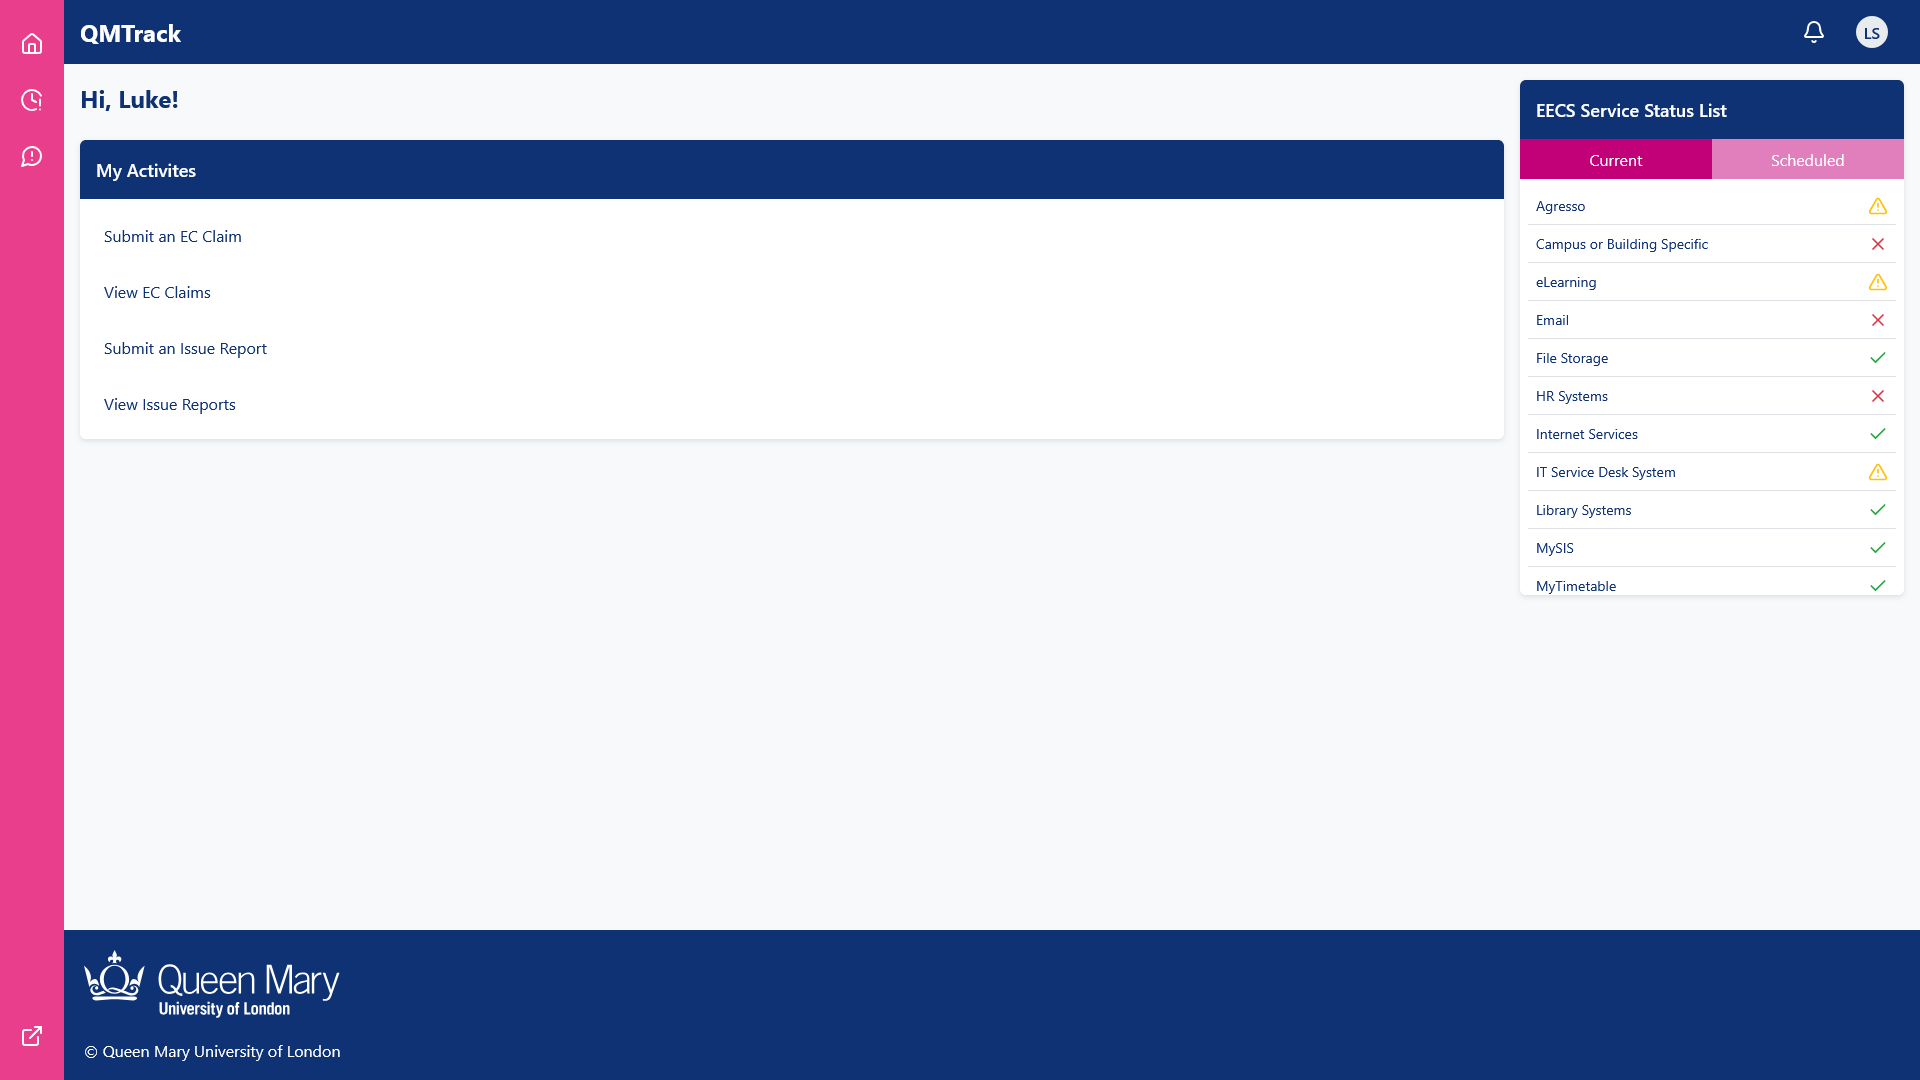 QMTrack
LS
Hi, Luke!
My Activites
Submit an EC Claim
View EC Claims
Submit an Issue Report
View Issue Reports
EECS Service Status List
Current
Scheduled
Agresso
Campus or Building Specific
eLearning
Email
File Storage
HR Systems
Internet Services
IT Service Desk System
Library Systems
MySIS
MyTimetable
Queen Mary
University of London
© Queen Mary University of London